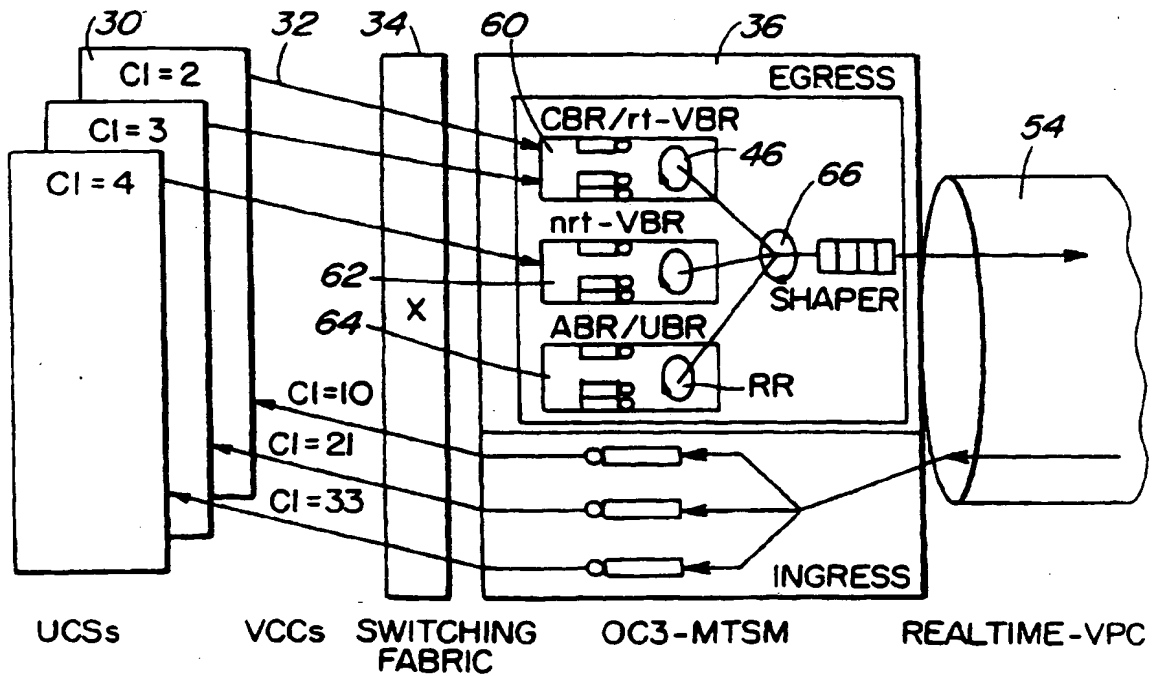 30
32
34
60
36
CI=2
EGRESS
CI=3
CBR/rt-VBR
46
54
CI=4
66
nrt-VBR
62
SHAPER
X
64
ABR/UBR
RR
CI=10
CI=21
CI=33
INGRESS
UCSs
VCCs
SWITCHING
FABRIC
OC3-MTSM
REALTIME-VPC